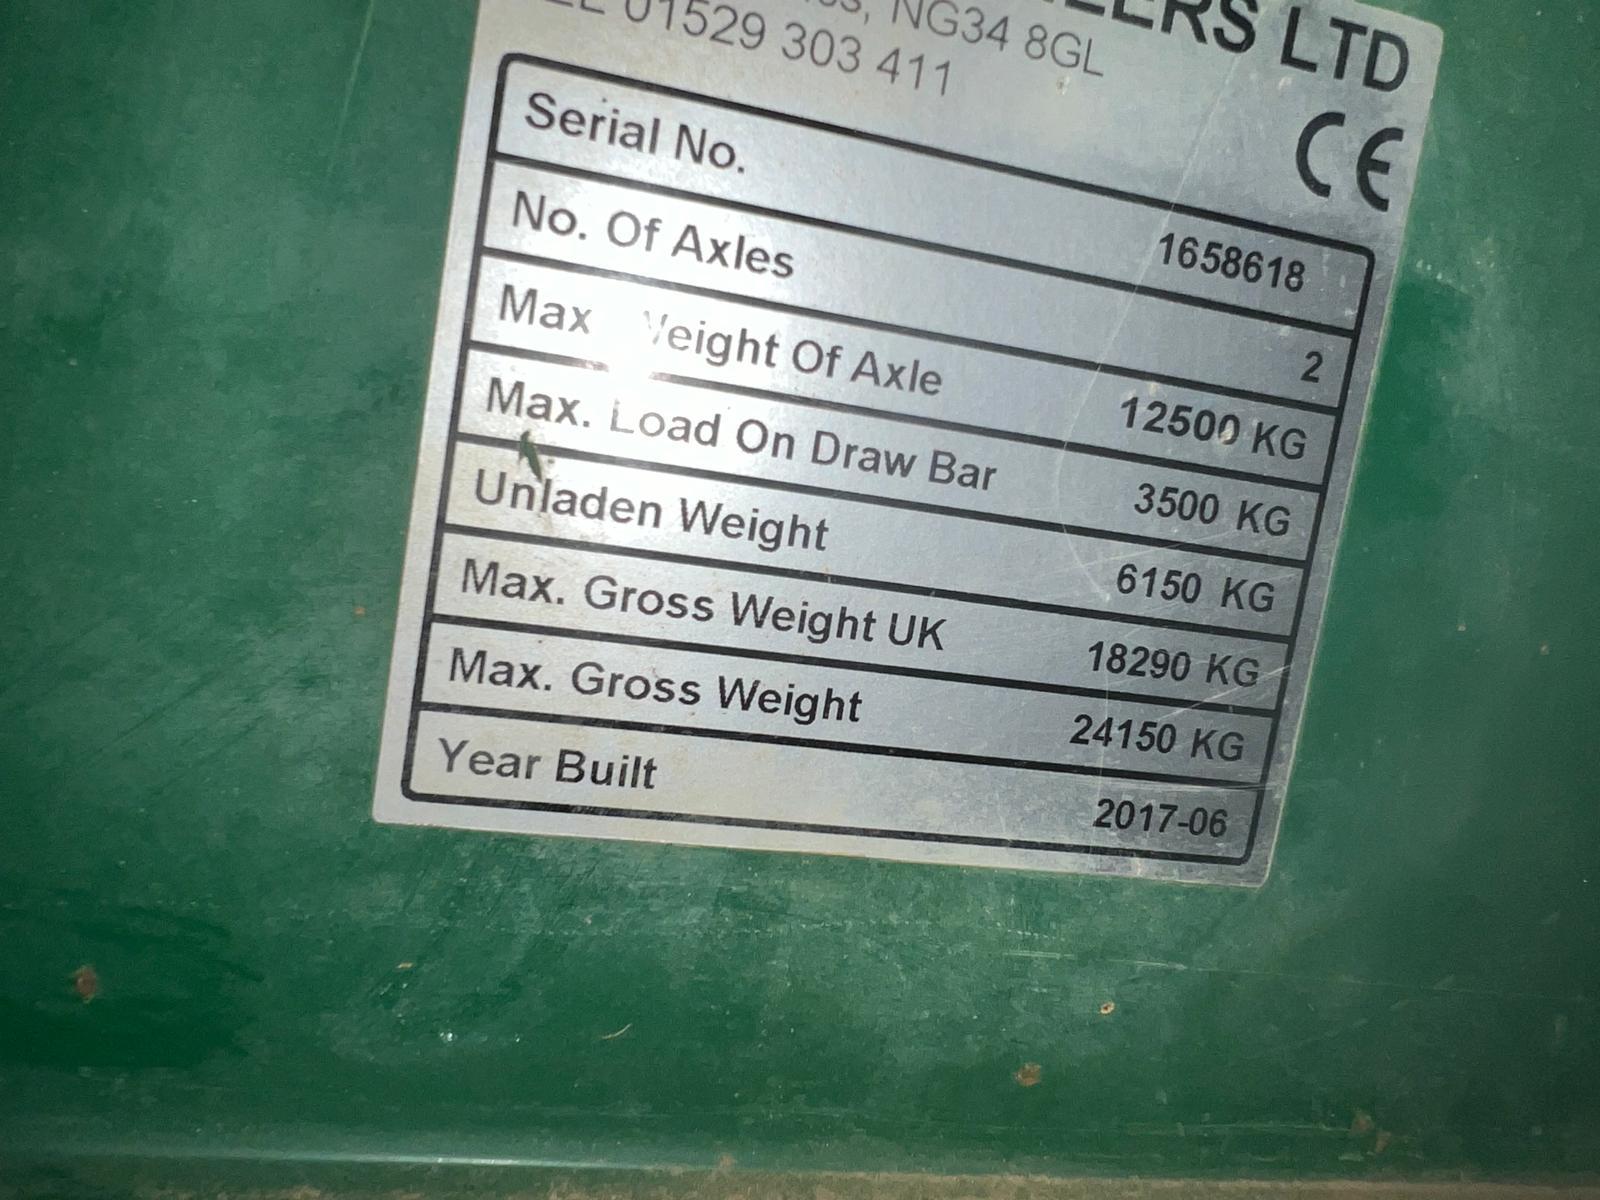 LTD
NG34 8GL
01529 303 411
CE
Serial No. 1658618
No. Of Axles 2
Max Weight Of Axle 12500 KG
Max. Load On Draw Bar 3500 KG
Unladen Weight 6150 KG
Max. Gross Weight UK 18290 KG
Max. Gross Weight 24150 KG
Year Built 2017-06